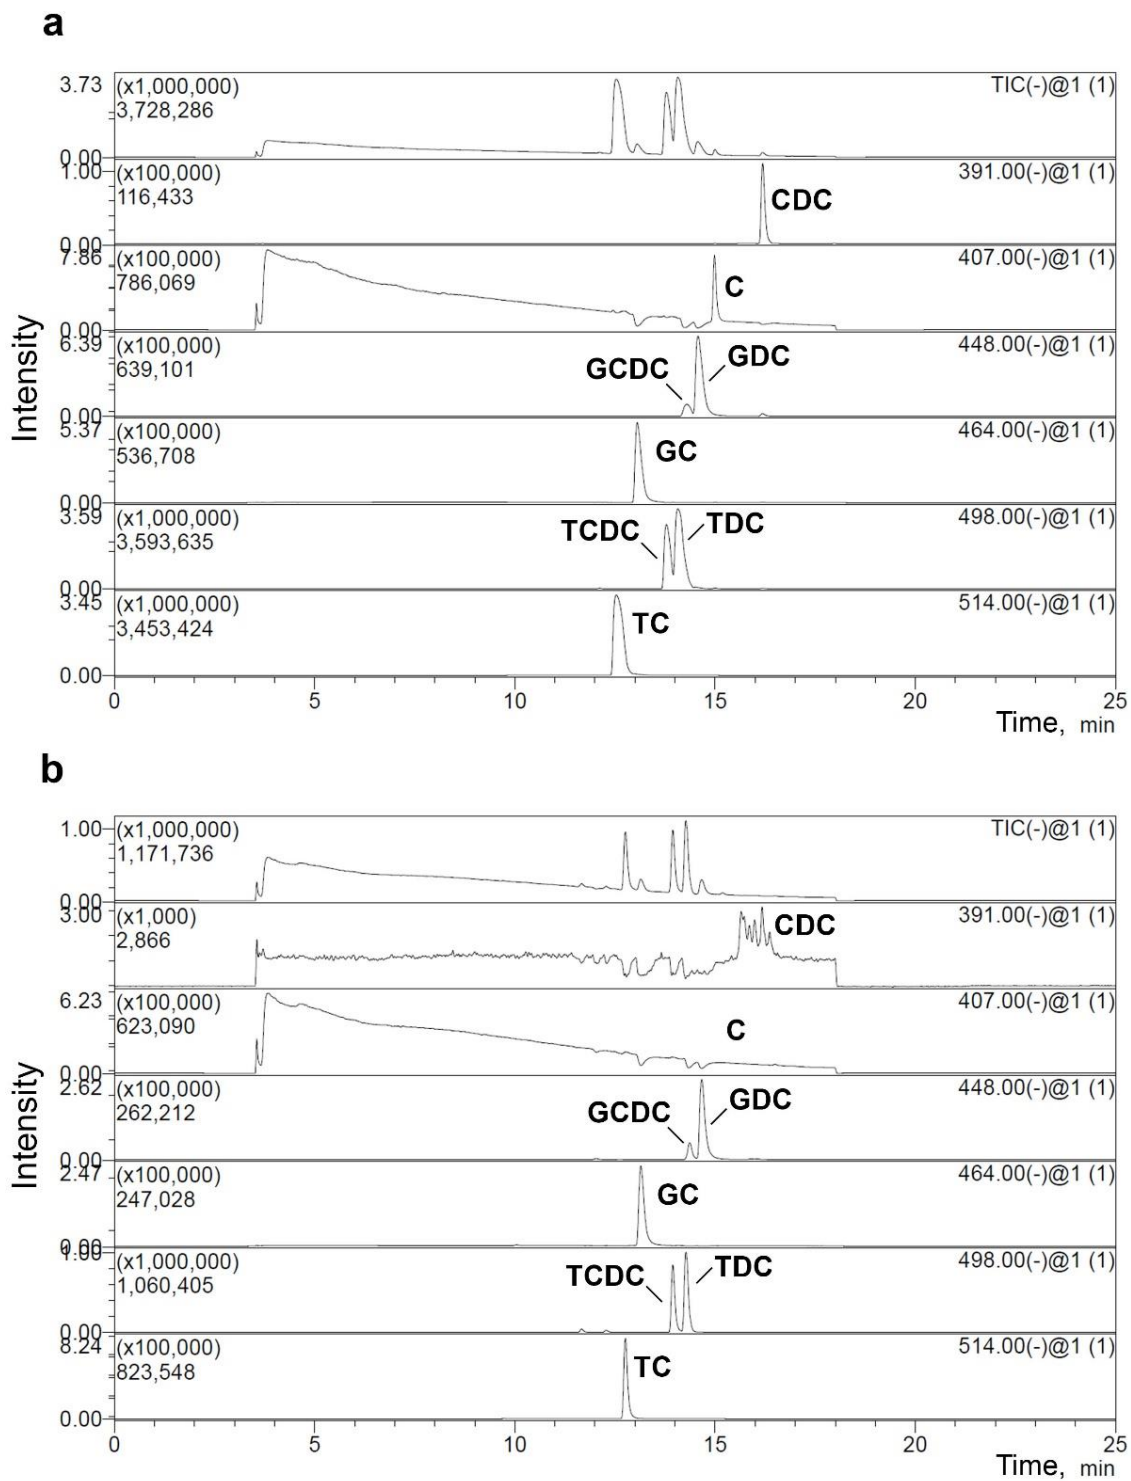 a
3.73 (x1,000,000) TIC(-)@1 (1)
3,728,286
0.00
1.00 (x100,000) 391.00(-)@1 (1)
116,433
CDC
0.00
7.86 (x100,000) 407.00(-)@1 (1)
786,069
C
0.00
6.39 (x100,000) 448.00(-)@1 (1)
639,101
GCDC GDC
0.00
5.37 (x100,000) 464.00(-)@1 (1)
536,708
GC
0.00
3.59 (x1,000,000) 498.00(-)@1 (1)
3,593,635
TCDC TDC
0.00
3.45 (x1,000,000) 514.00(-)@1 (1)
3,453,424
TC
0.00
0 5 10 15 20 25
Time, min
Intensity
b
1.00 (x1,000,000) TIC(-)@1 (1)
1,171,736
0.00
3.00 (x1,000) 391.00(-)@1 (1)
2,866
CDC
0.00
6.23 (x100,000) 407.00(-)@1 (1)
623,090
C
0.00
2.62 (x100,000) 448.00(-)@1 (1)
262,212
GCDC GDC
0.00
2.47 (x100,000) 464.00(-)@1 (1)
247,028
GC
0.00
1.00 (x1,000,000) 498.00(-)@1 (1)
1,060,405
TCDC TDC
0.00
8.24 (x100,000) 514.00(-)@1 (1)
823,548
TC
0.00
0 5 10 15 20 25
Time, min
Intensity